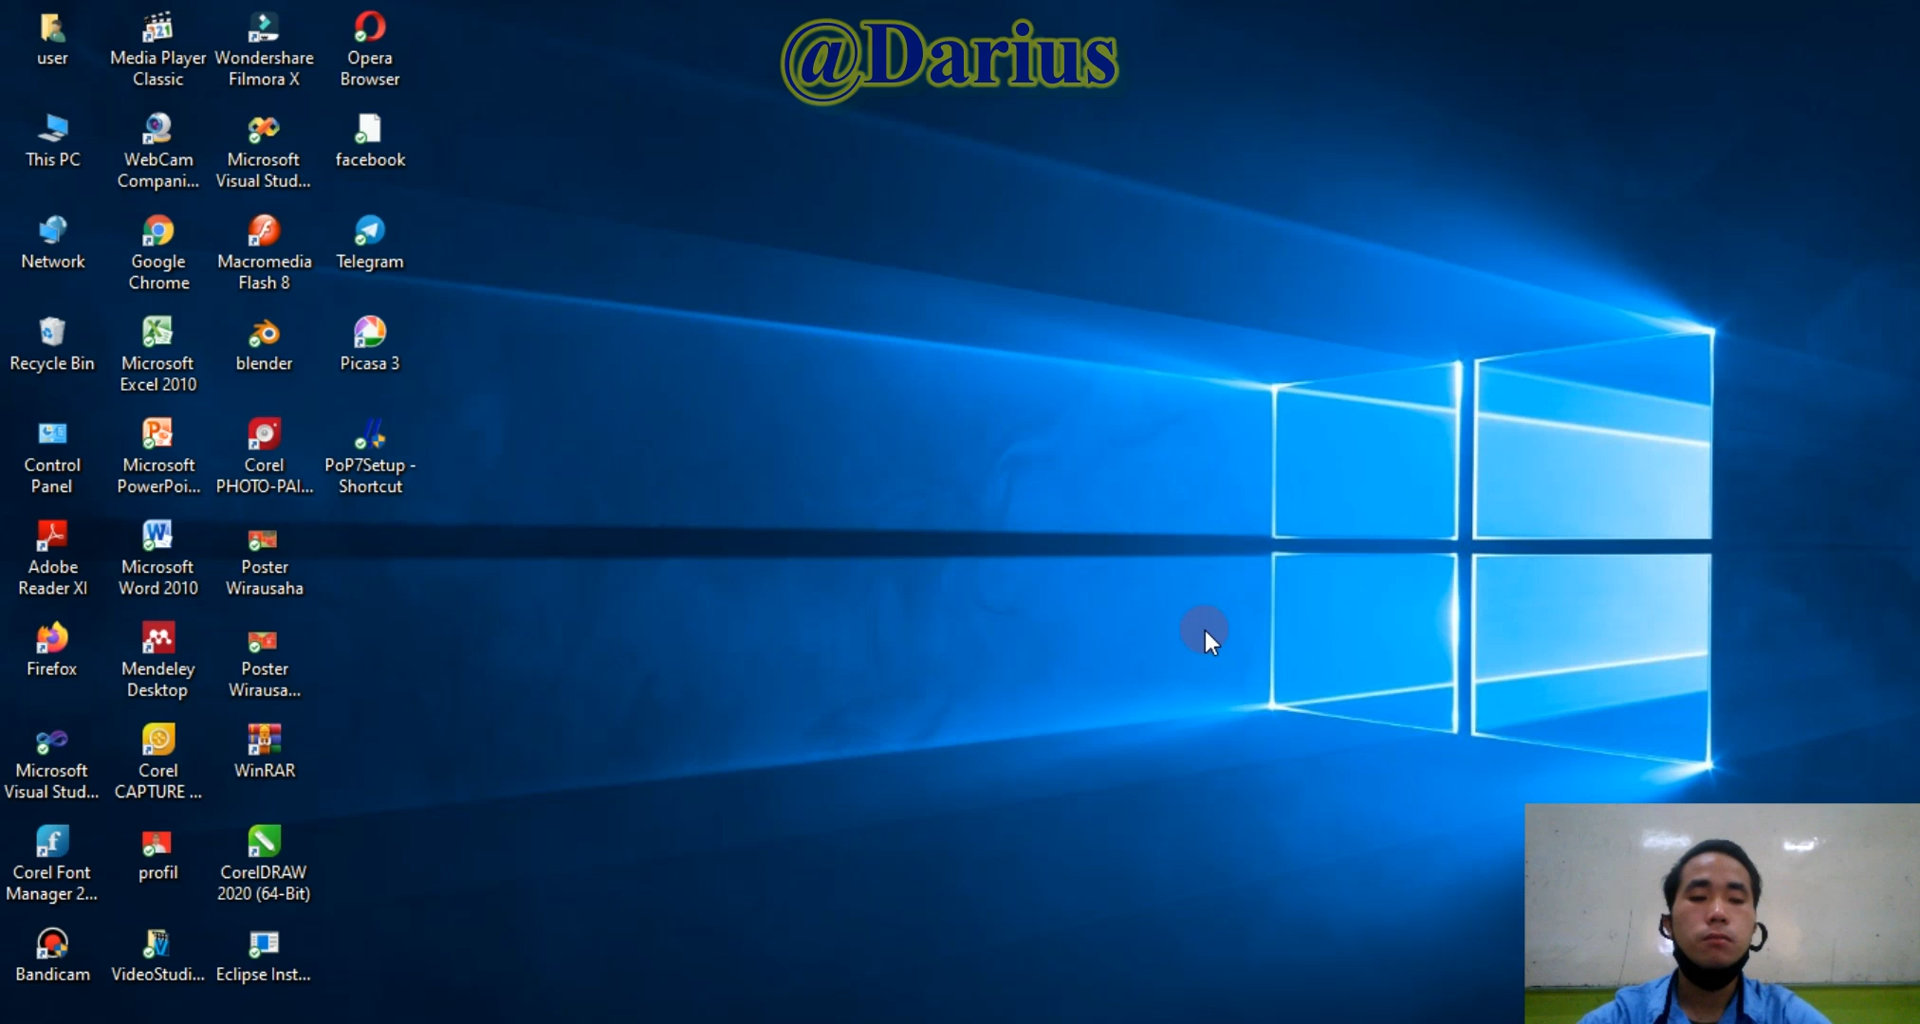 @Darius
user
Media Player
Classic
Wondershare
Filmora X
Opera
Browser
This PC
WebCam
Compani...
Microsoft
Visual Stud...
facebook
Network
Google
Chrome
Macromedia
Flash 8
Telegram
Recycle Bin
Microsoft
Excel 2010
blender
Picasa 3
Control
Panel
Microsoft
PowerPoi...
Corel
PHOTO-PAI...
PoP7Setup -
Shortcut
Adobe
Reader XI
Microsoft
Word 2010
Poster
Wirausaha
Firefox
Mendeley
Desktop
Poster
Wirausa...
Microsoft
Visual Stud...
Corel
CAPTURE ...
WinRAR
Corel Font
Manager 2...
profil
CorelDRAW
2020 (64-Bit)
Bandicam
VideoStudi...
Eclipse Inst...